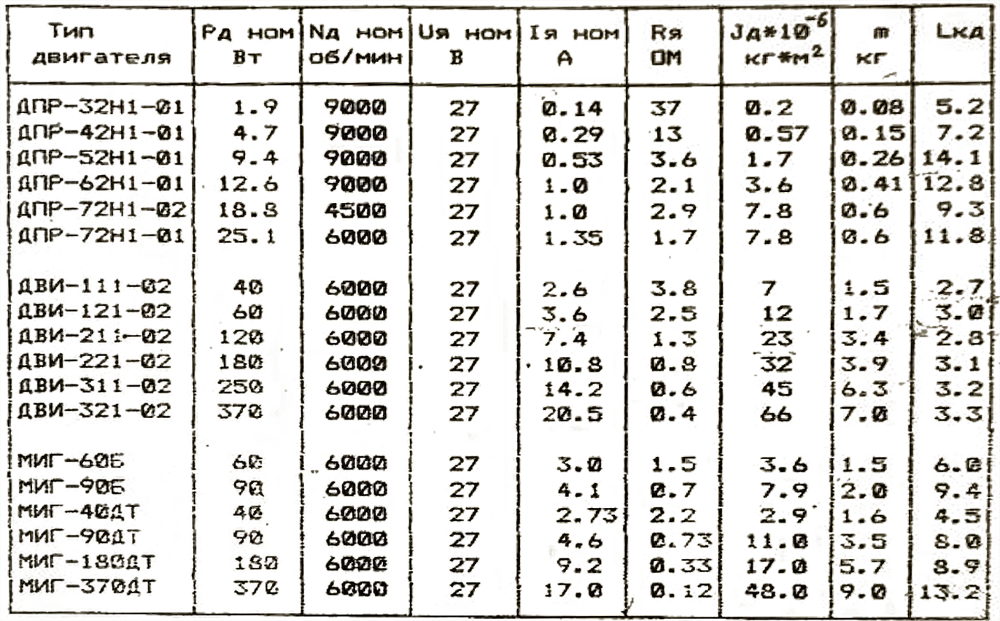 Тип Pд ном Nд ном Uя ном Iя ном Rя Jд*10⁻⁶ m Lкд
двигателя Вт об/мин В А ОМ кг*м² кг
ДПР-32Н1-01 1.9 9000 27 0.14 37 0.2 0.08 5.2
ДПР-42Н1-01 4.7 9000 27 0.29 13 0.57 0.15 7.2
ДПР-52Н1-01 9.4 9000 27 0.53 3.6 1.7 0.26 14.1
ДПР-62Н1-01 12.6 9000 27 1.0 2.1 3.6 0.41 12.8
ДПР-72Н1-02 18.8 4500 27 1.0 2.9 7.8 0.6 9.3
ДПР-72Н1-01 25.1 6000 27 1.35 1.7 7.8 0.6 11.8
ДВИ-111-02 40 6000 27 2.6 3.8 7 1.5 2.7
ДВИ-121-02 60 6000 27 3.6 2.5 12 1.7 3.0
ДВИ-211-02 120 6000 27 7.4 1.3 23 3.4 2.8
ДВИ-221-02 180 6000 27 10.8 0.8 32 3.9 3.1
ДВИ-311-02 250 6000 27 14.2 0.6 45 6.3 3.2
ДВИ-321-02 370 6000 27 20.5 0.4 66 7.0 3.3
МИГ-60Б 60 6000 27 3.0 1.5 3.6 1.5 6.0
МИГ-90Б 90 6000 27 4.1 0.7 7.9 2.0 9.4
МИГ-40ДТ 40 6000 27 2.73 2.2 2.9 1.6 4.5
МИГ-90ДТ 90 6000 27 4.6 0.73 11.0 3.5 8.0
МИГ-180ДТ 180 6000 27 9.2 0.33 17.0 5.7 8.9
МИГ-370ДТ 370 6000 27 17.0 0.12 48.0 9.0 13.2